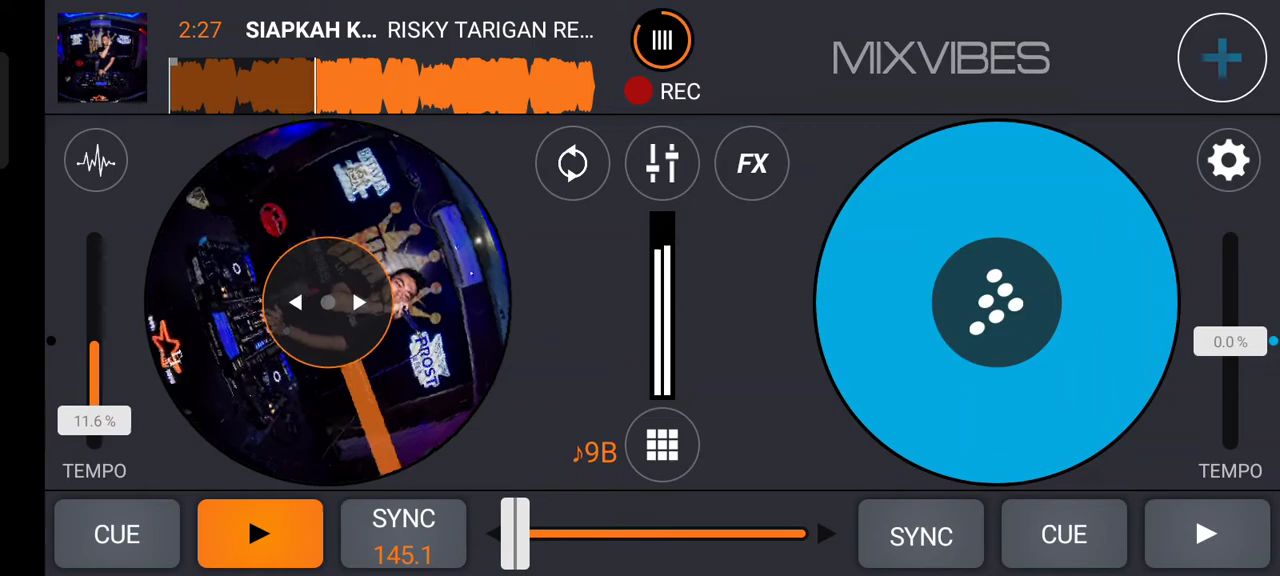 2:27 SIAPKAH K... RISKY TARIGAN RE...
REC
MIXVIBES
FX
PROST
11.6 %
0.0 %
♪9B
TEMPO
TEMPO
CUE
SYNC
145.1
SYNC
CUE